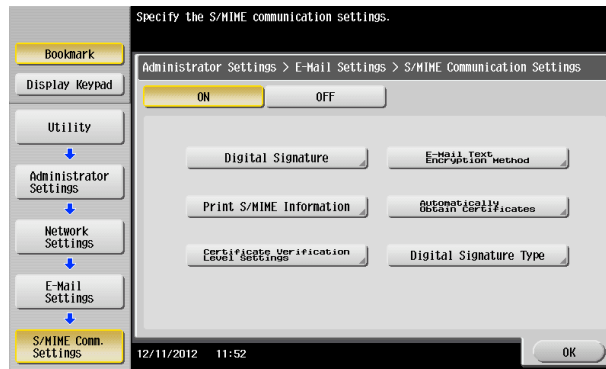 Specify the S/MIME communication settings.
Bookmark
Display Keypad
Utility
Administrator
Settings
Network
Settings
E-Mail
Settings
S/MIME Comm.
Settings
Administrator Settings > E-Mail Settings > S/MIME Communication Settings
ON
OFF
Digital Signature
E-Mail Text
Encryption Method
Print S/MIME Information
Automatically
Obtain Certificates
Certificate Verification
Level Settings
Digital Signature Type
12/11/2012 11:52
OK